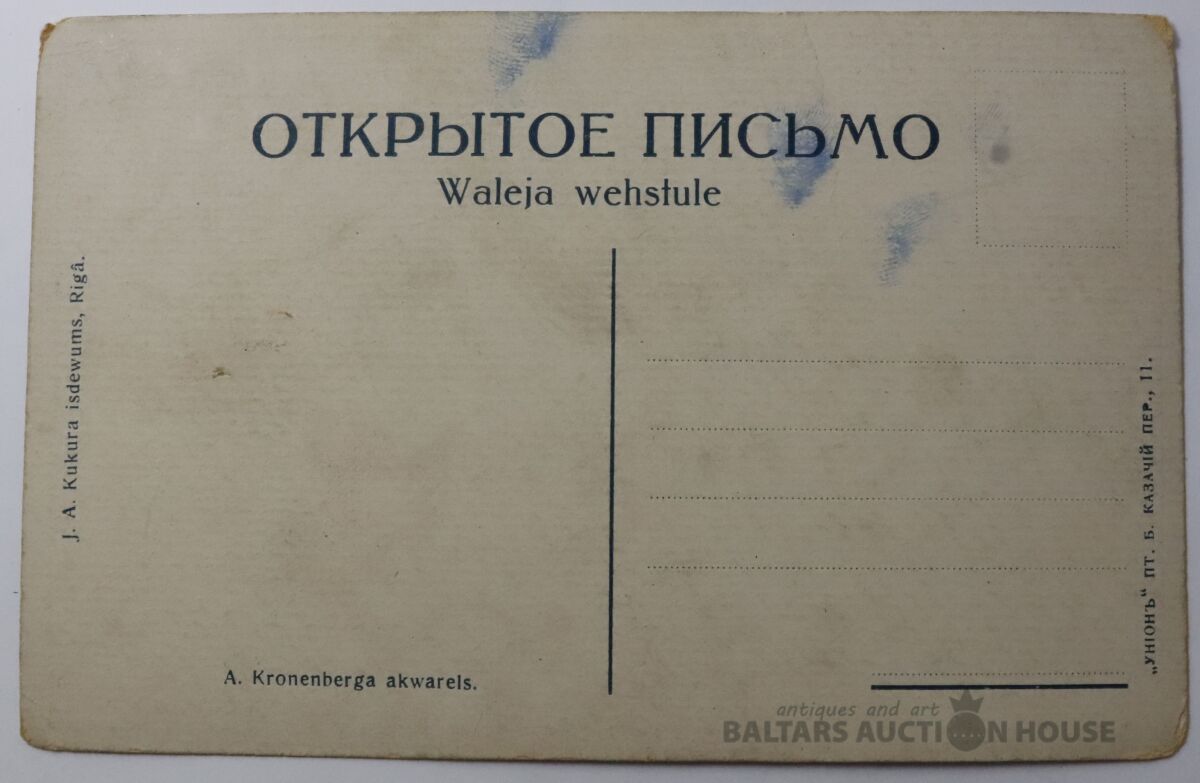 ОТКРЫТОЕ ПИСЬМО
Waleja wehstule
J. A. Kukura isdewums, Rigâ.
A. Kronenberga akwarels.
„УНІОНЪ“ ПТ. Б. КАЗАЧІЙ ПЕР., 11.
antiques and art
BALTARS AUCTION HOUSE